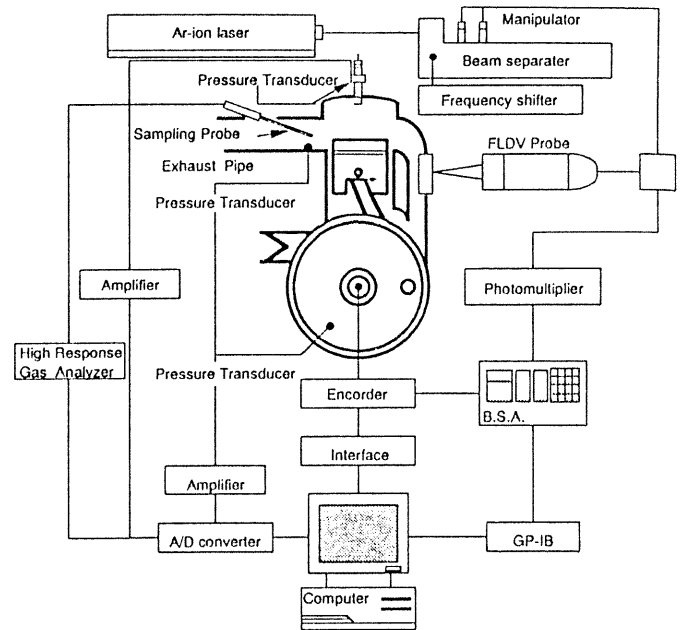 Manipulator
Ar-ion laser
Beam separater
Pressure Transducer
Frequency shifter
Sampling Probe
FLDV Probe
Exhaust Pipe
Pressure Transducer
Amplifier
Photomultiplier
High Response
Gas Analyzer
Pressure Transducer
Encorder
B.S.A.
Interface
Amplifier
A/D converter
GP-IB
Computer